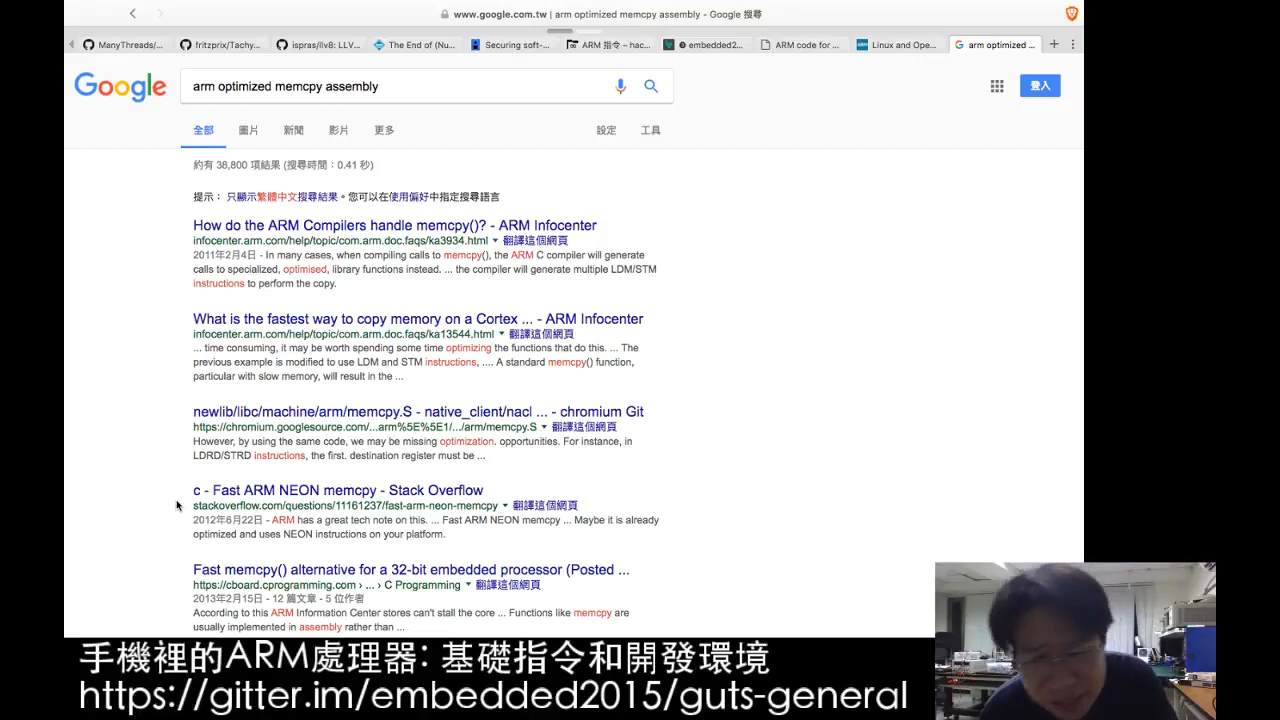 www.google.com.tw | arm optimized memcpy assembly - Google 搜尋
ManyThreads/...
fritzprix/Tachy...
ispras/llv8: LLV...
The End of (Nu...
Securing soft-...
ARM 指令 – hac...
embedded2...
ARM code for ...
Linux and Ope...
arm optimized ...
Google
arm optimized memcpy assembly
登入
全部
圖片
新聞
影片
更多
設定
工具
約有 38,800 項結果 (搜尋時間：0.41 秒)
提示： 只顯示繁體中文搜尋結果。您可以在使用偏好中指定搜尋語言
How do the ARM Compilers handle memcpy()? - ARM Infocenter
infocenter.arm.com/help/topic/com.arm.doc.faqs/ka3934.html ▼ 翻譯這個網頁
2011年2月4日 - In many cases, when compiling calls to memcpy(), the ARM C compiler will generate
calls to specialized, optimised, library functions instead. ... the compiler will generate multiple LDM/STM
instructions to perform the copy.
What is the fastest way to copy memory on a Cortex ... - ARM Infocenter
infocenter.arm.com/help/topic/com.arm.doc.faqs/ka13544.html ▼ 翻譯這個網頁
... time consuming, it may be worth spending some time optimizing the functions that do this. ... The
previous example is modified to use LDM and STM instructions, .... A standard memcpy() function,
particular with slow memory, will result in the ...
newlib/libc/machine/arm/memcpy.S - native_client/nacl ... - chromium Git
https://chromium.googlesource.com/...arm%5E%5E1/.../arm/memcpy.S ▼ 翻譯這個網頁
However, by using the same code, we may be missing optimization. opportunities. For instance, in
LDRD/STRD instructions, the first. destination register must be ...
c - Fast ARM NEON memcpy - Stack Overflow
stackoverflow.com/questions/11161237/fast-arm-neon-memcpy ▼ 翻譯這個網頁
2012年6月22日 - ARM has a great tech note on this. ... Fast ARM NEON memcpy ... Maybe it is already
optimized and uses NEON instructions on your platform.
Fast memcpy() alternative for a 32-bit embedded processor (Posted ...
https://cboard.cprogramming.com › ... › C Programming ▼ 翻譯這個網頁
2013年2月15日 - 12 篇文章 - 5 位作者
According to this ARM Information Center stores can't stall the core ... Functions like memcpy are
usually implemented in assembly rather than ...
手機裡的ARM處理器: 基礎指令和開發環境
https://gitter.im/embedded2015/guts-general